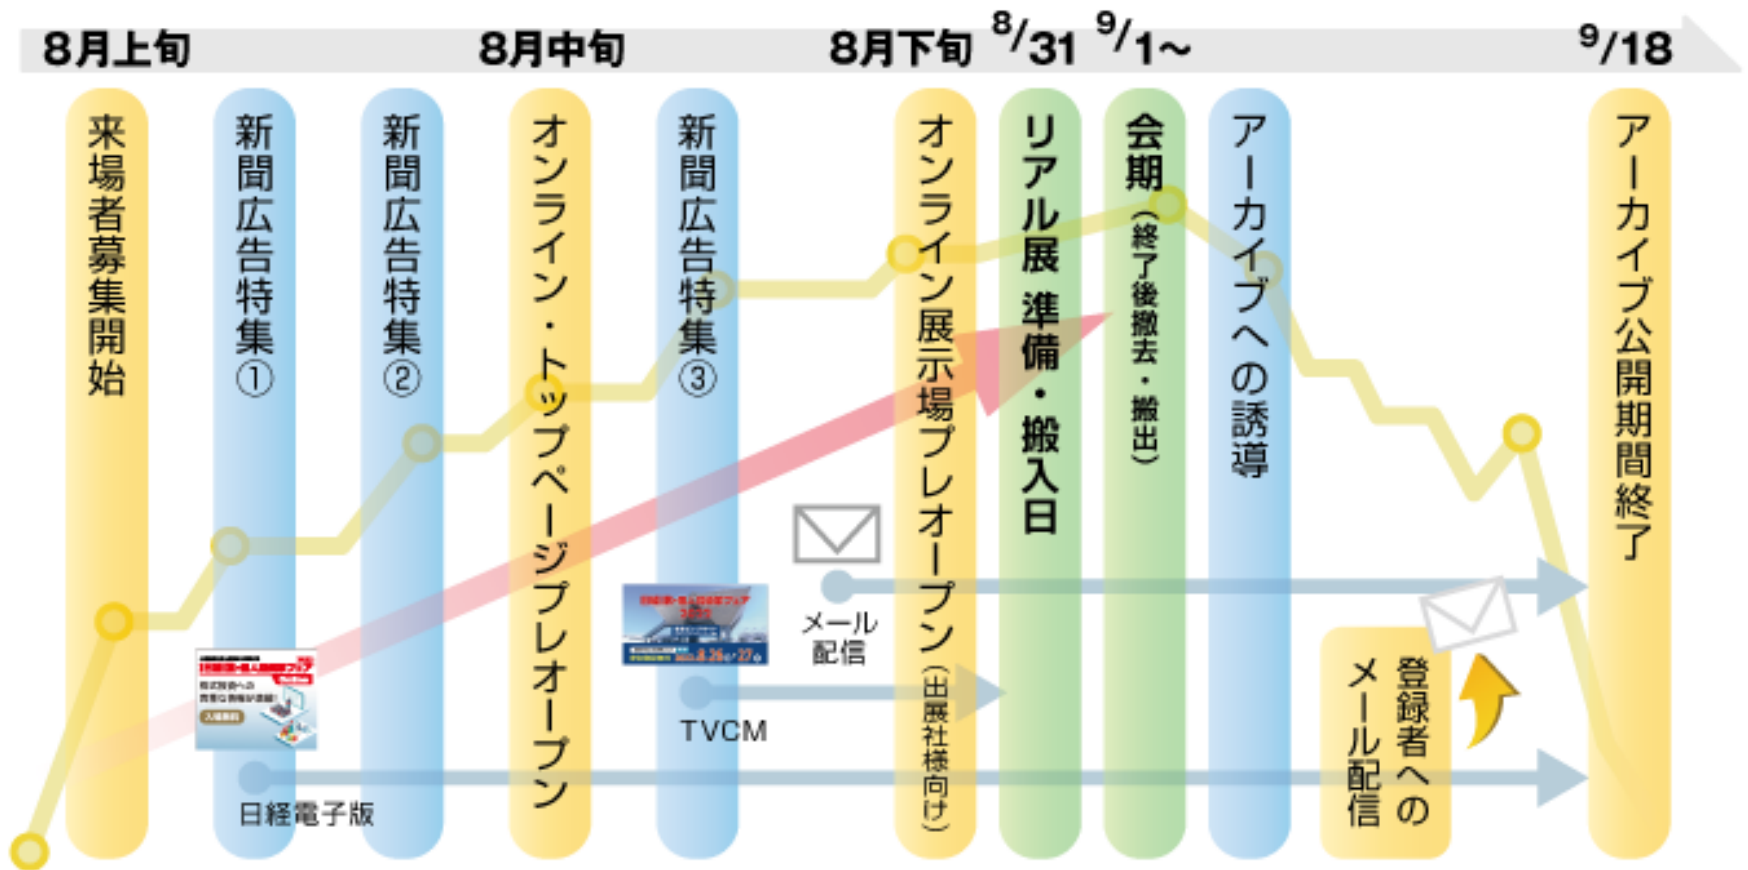 8月上旬
8月中旬
8月下旬
8/31
9/1～
9/18
来場者募集開始
新聞広告特集①
新聞広告特集②
オンライン・トップページプレオープン
新聞広告特集③
オンライン展示場プレオープン（出展社様向け）
リアル展 準備・搬入日
会期（終了後撤去・搬出）
アーカイブへの誘導
アーカイブ公開期間終了
メール
配信
TVCM
日経電子版
登録者への
メール配信
入場無料